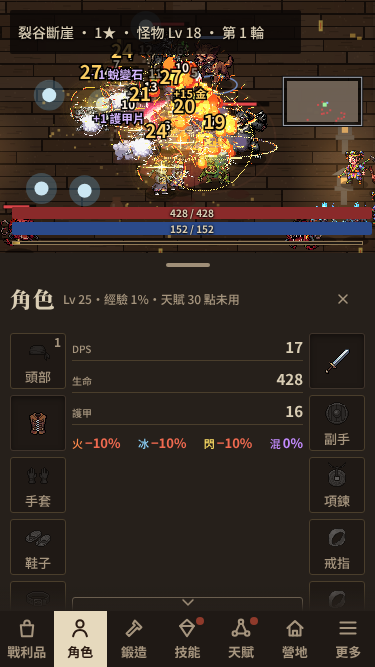 裂谷斷崖 · 1★ · 怪物 Lv 18 · 第 1 輪
24
27
1 蛻變石
27
10
21
+15 金
20
+1 護甲片
19
24
428 / 428
152 / 152
角色 Lv 25・經驗 1%・天賦 30 點未用 ×
頭部 1
DPS 17
生命 428
護甲 16
副手
火 −10% 冰 −10% 閃 −10% 混 0%
手套
項鍊
鞋子
戒指
戰利品 角色 鍛造 技能 天賦 營地 更多